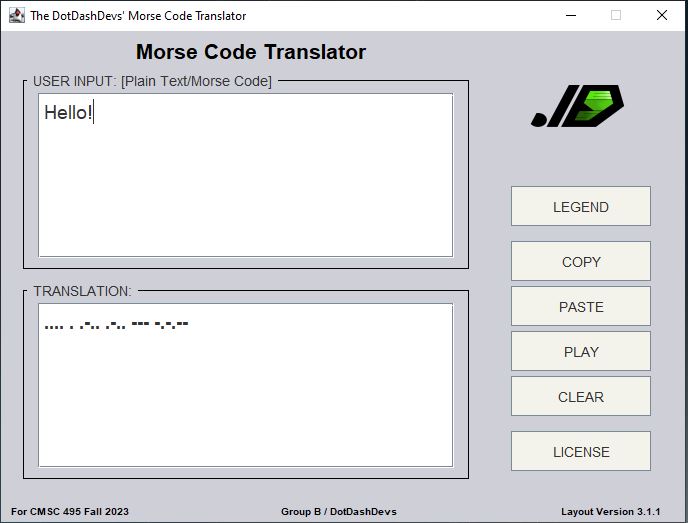 The DotDashDevs' Morse Code Translator
Morse Code Translator
USER INPUT: [Plain Text/Morse Code]
Hello!
TRANSLATION:
.... . .-.. .-.. --- -.-.--
LEGEND
COPY
PASTE
PLAY
CLEAR
LICENSE
For CMSC 495 Fall 2023
Group B / DotDashDevs
Layout Version 3.1.1